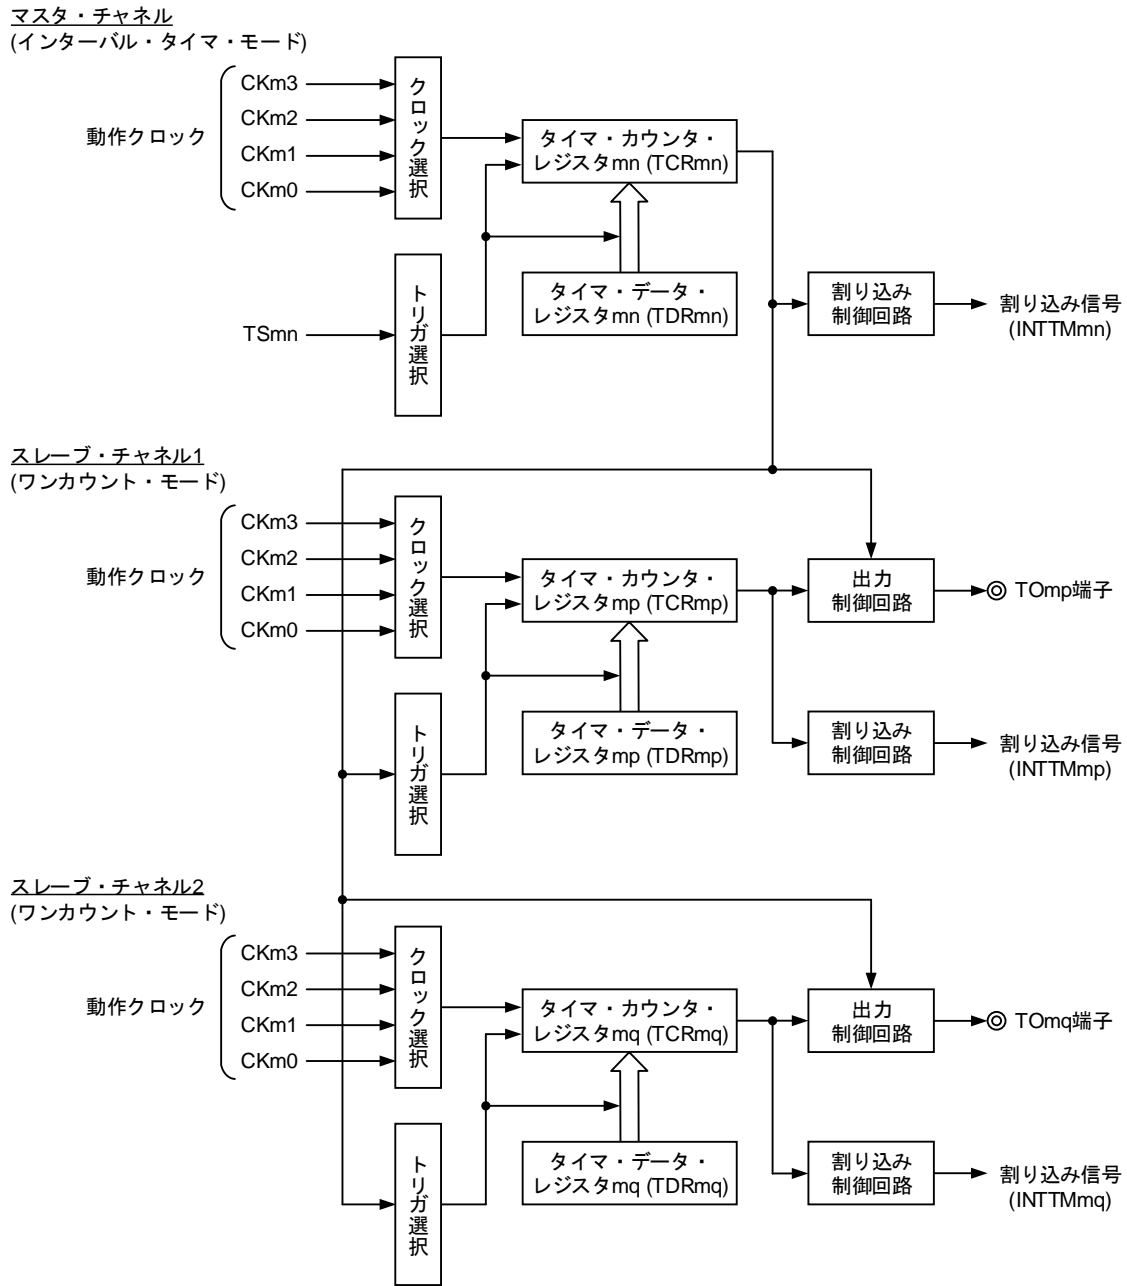 マスタ・チャネル
(インターバル・タイマ・モード)
動作クロック
CKm3
CKm2
CKm1
CKm0
クロック選択
タイマ・カウンタ・
レジスタmn (TCRmn)
TSmn
トリガ選択
タイマ・データ・
レジスタmn (TDRmn)
割り込み
制御回路
割り込み信号
(INTTMmn)
スレーブ・チャネル1
(ワンカウント・モード)
動作クロック
CKm3
CKm2
CKm1
CKm0
クロック選択
タイマ・カウンタ・
レジスタmp (TCRmp)
出力
制御回路
TOmp端子
トリガ選択
タイマ・データ・
レジスタmp (TDRmp)
割り込み
制御回路
割り込み信号
(INTTMmp)
スレーブ・チャネル2
(ワンカウント・モード)
動作クロック
CKm3
CKm2
CKm1
CKm0
クロック選択
タイマ・カウンタ・
レジスタmq (TCRmq)
出力
制御回路
TOmq端子
トリガ選択
タイマ・データ・
レジスタmq (TDRmq)
割り込み
制御回路
割り込み信号
(INTTMmq)